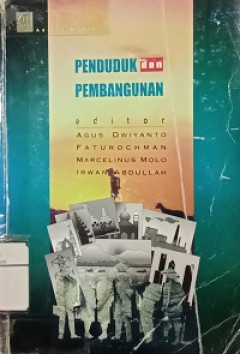 PENDUDUK dan
PEMBANGUNAN
editor
AGUS DWIYANTO
FATUROCHMAN
MARCELINUS MOLO
IRWAN ABDULLAH